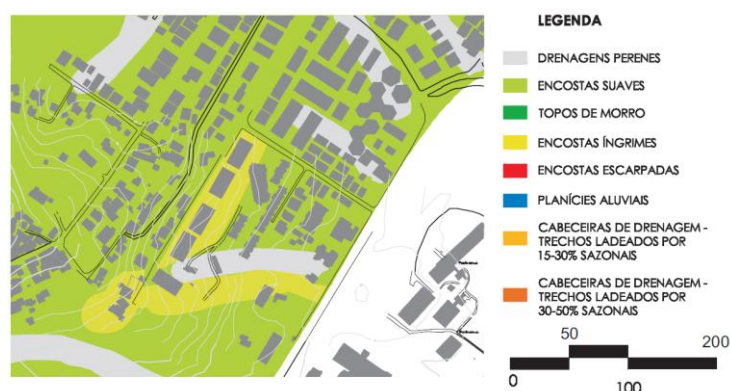 LEGENDA
DRENAGENS PERENES
ENCOSTAS SUAVES
TOPOS DE MORRO
ENCOSTAS ÍNGRIMES
ENCOSTAS ESCARPADAS
PLANÍCIES ALUVIAIS
CABECEIRAS DE DRENAGEM -
TRECHOS LADEADOS POR
15-30% SAZONAIS
CABECEIRAS DE DRENAGEM -
TRECHOS LADEADOS POR
30-50% SAZONAIS
50
200
0
100